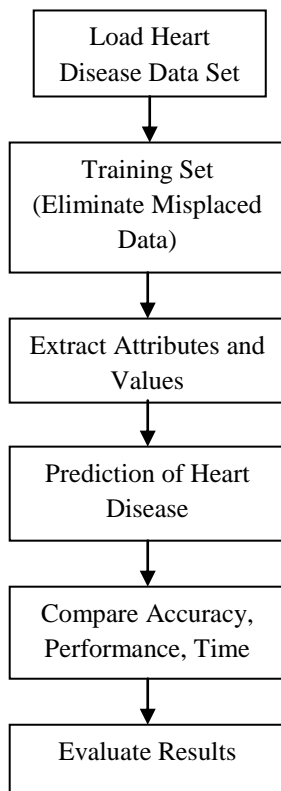 Load Heart
Disease Data Set
Training Set
(Eliminate Misplaced
Data)
Extract Attributes and
Values
Prediction of Heart
Disease
Compare Accuracy,
Performance, Time
Evaluate Results